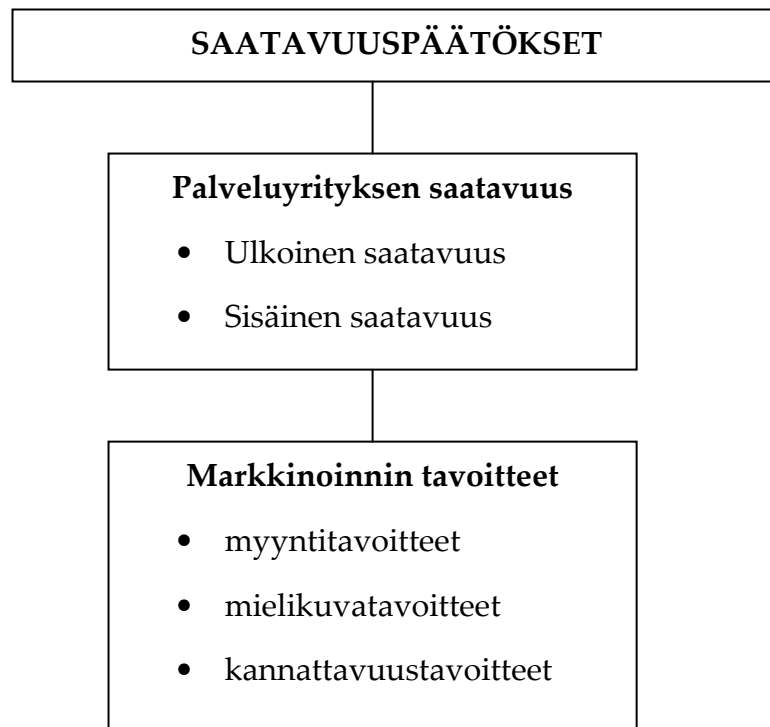 SAATAVUUSPÄÄTÖKSET
Palveluyrityksen saatavuus
• Ulkoinen saatavuus
• Sisäinen saatavuus
Markkinoinnin tavoitteet
• myyntitavoitteet
• mielikuvatavoitteet
• kannattavuustavoitteet